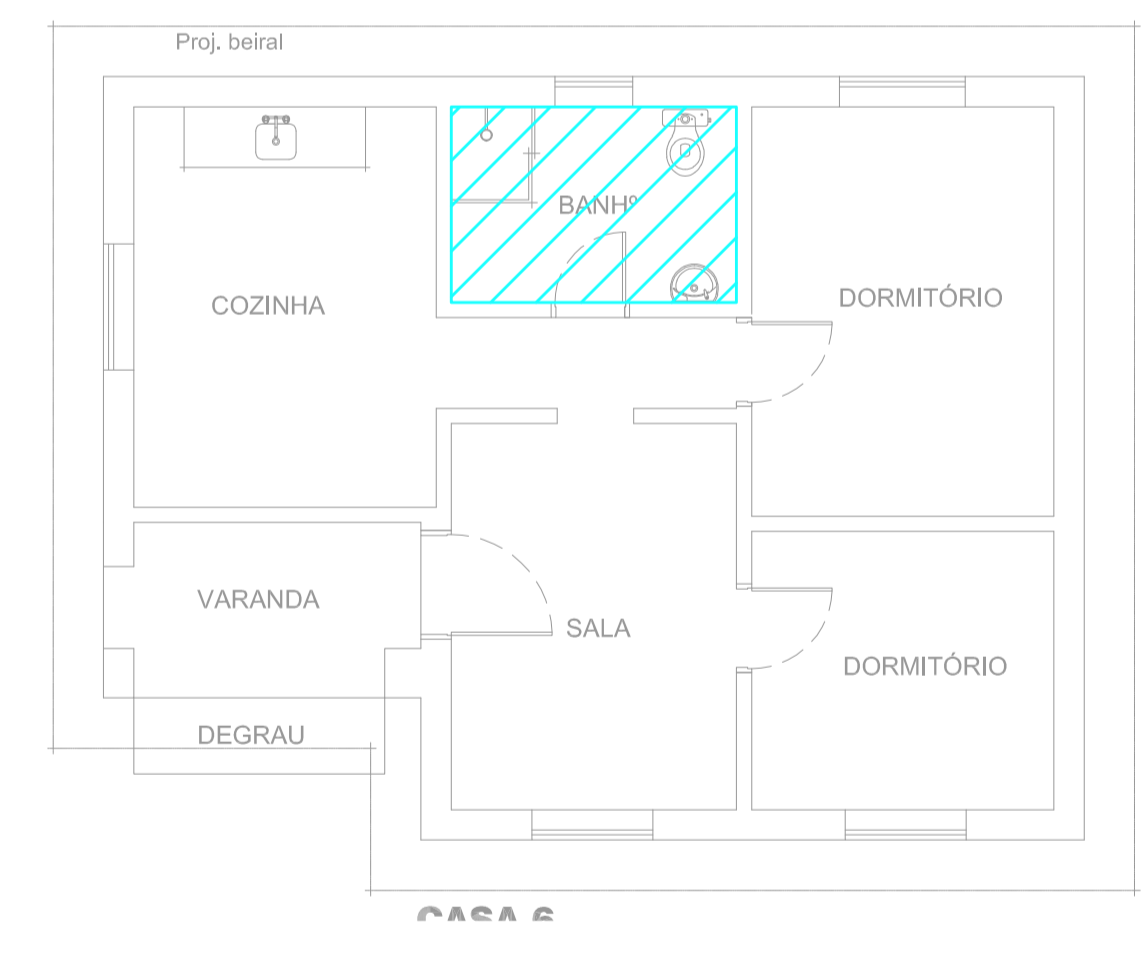 Proj. beiral
BANHº
COZINHA
DORMITÓRIO
VARANDA
SALA
DORMITÓRIO
DEGRAU
CASA 6